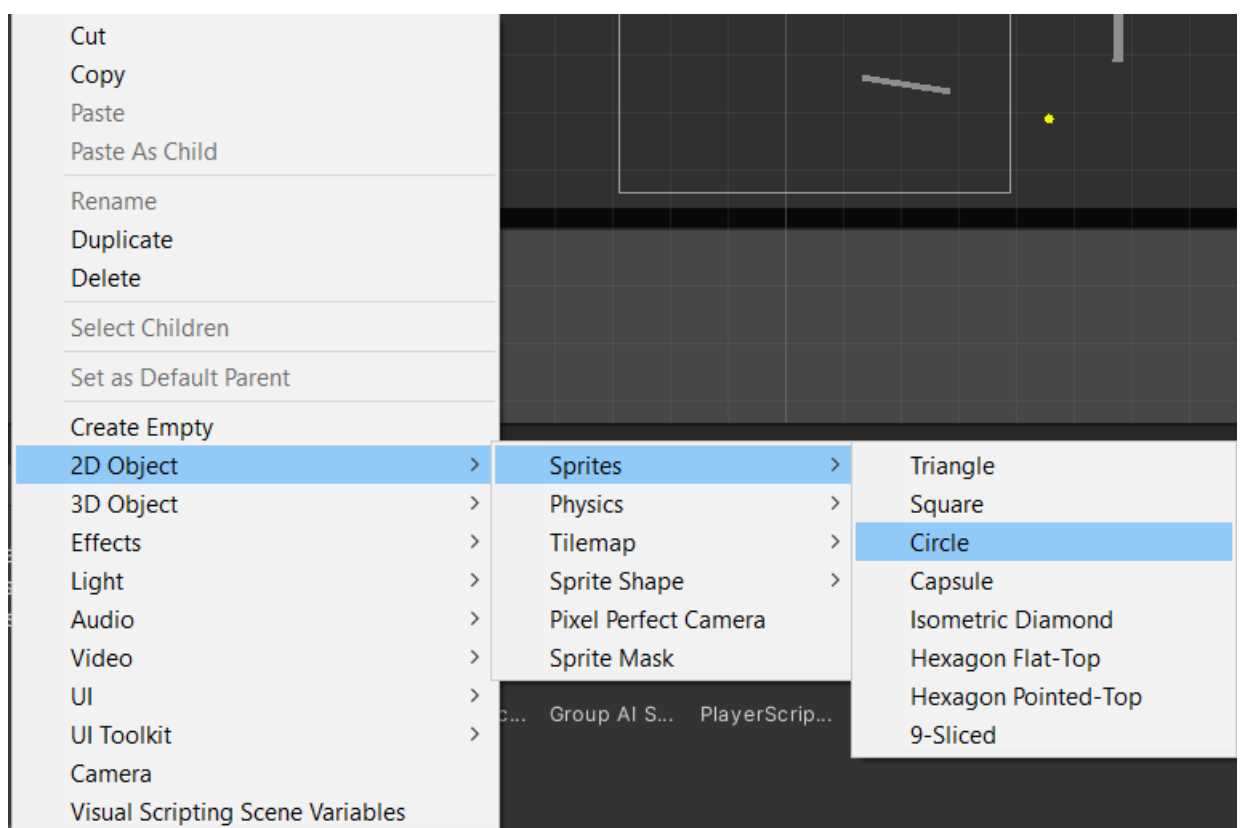 Cut
Copy
Paste
Paste As Child
Rename
Duplicate
Delete
Select Children
Set as Default Parent
Create Empty
2D Object
3D Object
Effects
Light
Audio
Video
UI
UI Toolkit
Camera
Visual Scripting Scene Variables
Sprites
Physics
Tilemap
Sprite Shape
Pixel Perfect Camera
Sprite Mask
Triangle
Square
Circle
Capsule
Isometric Diamond
Hexagon Flat-Top
Hexagon Pointed-Top
9-Sliced
c... Group AI S... PlayerScrip...